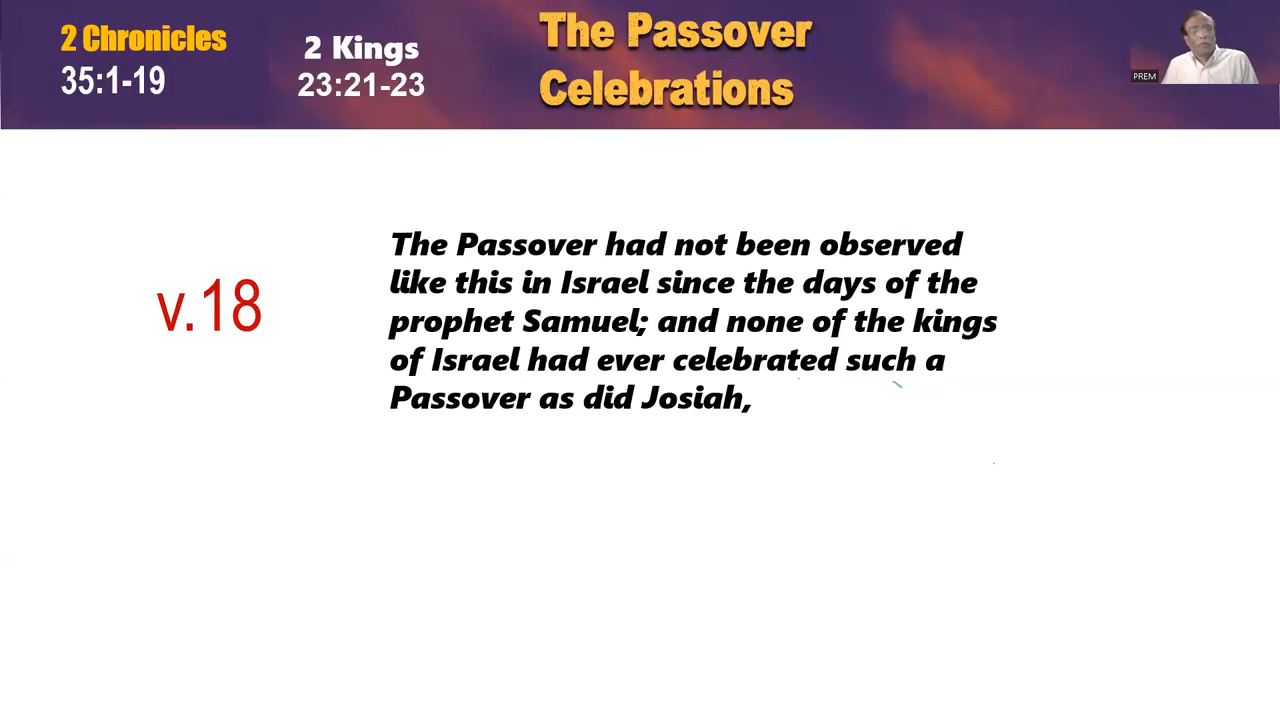 2 Chronicles
35:1-19
2 Kings
23:21-23
The Passover
Celebrations
PREM
v.18
The Passover had not been observed
like this in Israel since the days of the
prophet Samuel; and none of the kings
of Israel had ever celebrated such a
Passover as did Josiah,